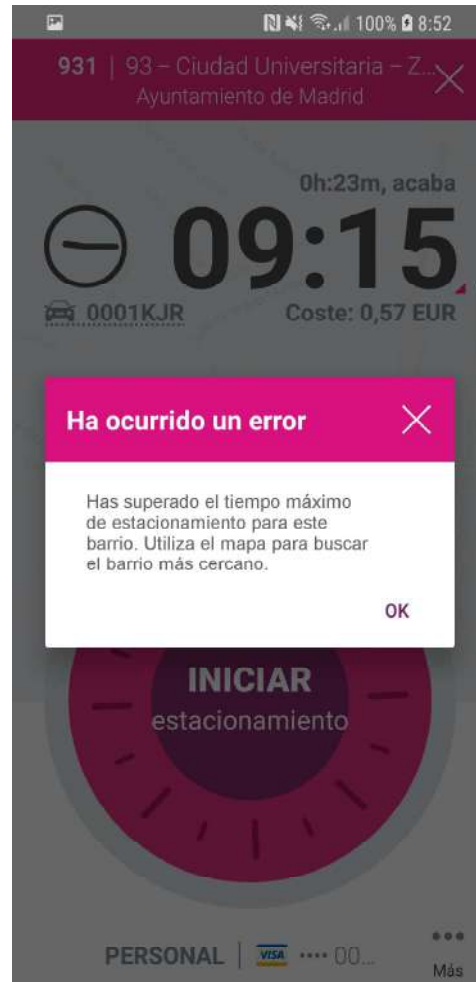 100% 8:52
931 | 93 – Ciudad Universitaria – Z...
Ayuntamiento de Madrid
0h:23m, acaba
09:15
0001KJR
Coste: 0,57 EUR
Ha ocurrido un error
Has superado el tiempo máximo
de estacionamiento para este
barrio. Utiliza el mapa para buscar
el barrio más cercano.
OK
INICIAR
estacionamiento
PERSONAL | VISA •••• 00...
Más